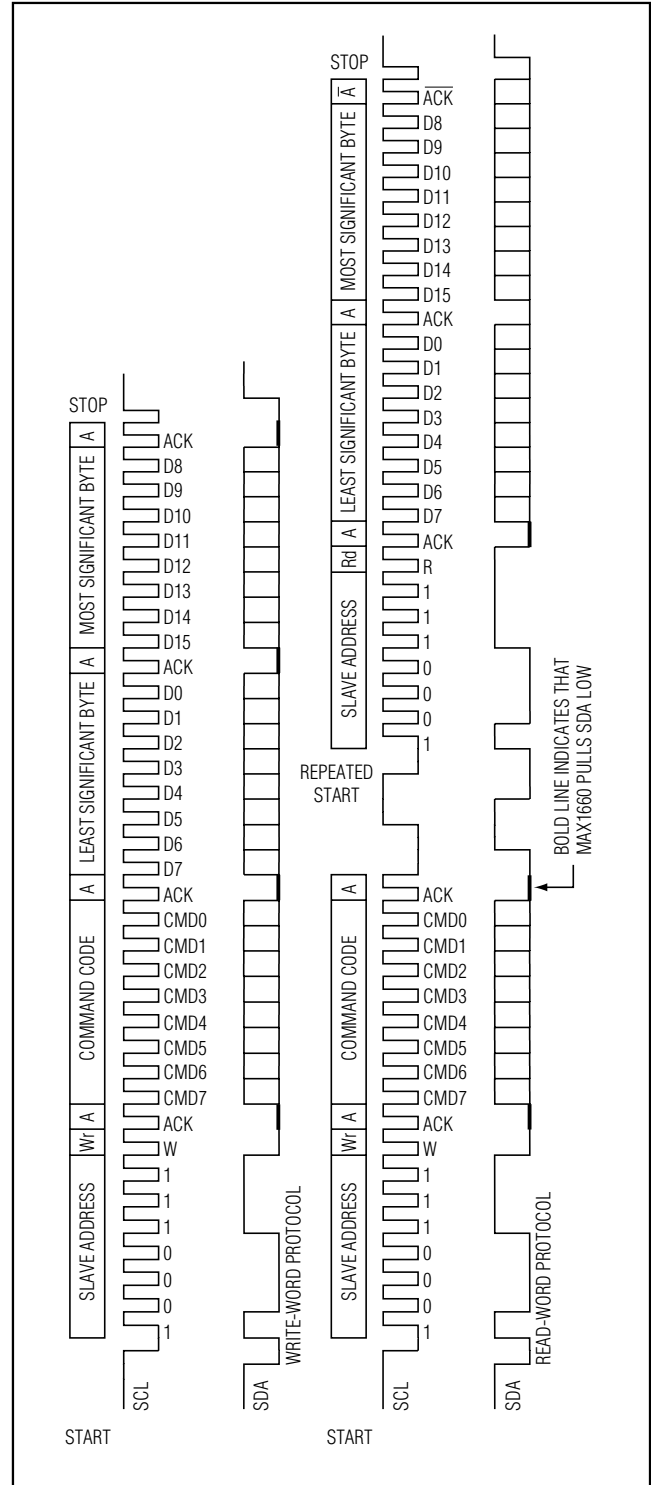 START STOP
SLAVE ADDRESS Wr A COMMAND CODE A LEAST SIGNIFICANT BYTE A MOST SIGNIFICANT BYTE A
SCL
1 0 0 0 1 1 1 W ACK CMD7 CMD6 CMD5 CMD4 CMD3 CMD2 CMD1 CMD0 ACK D7 D6 D5 D4 D3 D2 D1 D0 ACK D15 D14 D13 D12 D11 D10 D9 D8 ACK
SDA
WRITE-WORD PROTOCOL
START REPEATED START STOP
SLAVE ADDRESS Wr A COMMAND CODE A SLAVE ADDRESS Rd A LEAST SIGNIFICANT BYTE A MOST SIGNIFICANT BYTE A̅
SCL
1 0 0 0 1 1 1 W ACK CMD7 CMD6 CMD5 CMD4 CMD3 CMD2 CMD1 CMD0 ACK 1 0 0 0 1 1 1 R ACK D7 D6 D5 D4 D3 D2 D1 D0 ACK D15 D14 D13 D12 D11 D10 D9 D8 A̅C̅K̅
SDA
READ-WORD PROTOCOL
BOLD LINE INDICATES THAT
MAX1660 PULLS SDA LOW